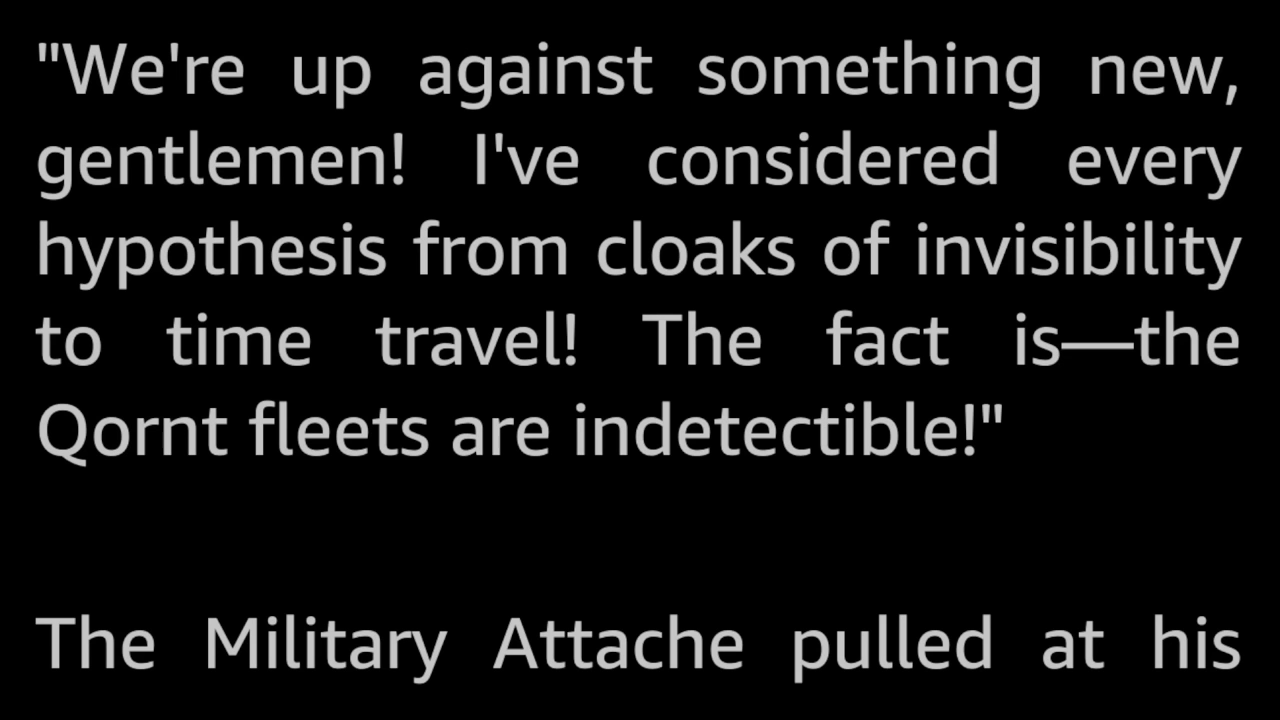 "We're up against something new,
gentlemen! I've considered every
hypothesis from cloaks of invisibility
to time travel! The fact is—the
Qornt fleets are indetectible!"
The Military Attache pulled at his